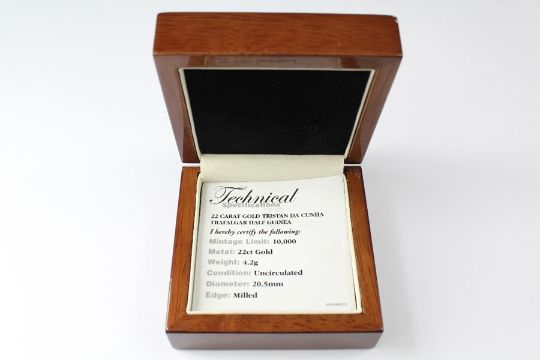 Technical
Specifications
22 CARAT GOLD TRISTAN DA CUNHA
TRAFALGAR HALF GUINEA
I hereby certify the following:
Mintage Limit: 10,000
Metal: 22ct Gold
Weight: 4.2g
Condition: Uncirculated
Diameter: 20.5mm
Edge: Milled